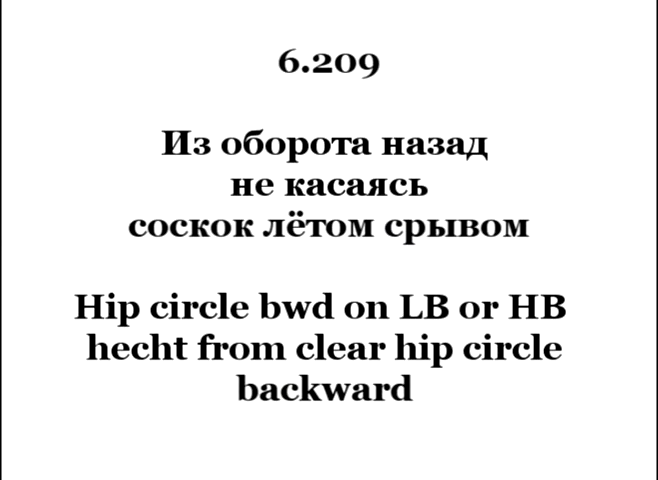 6.209
Из оборота назад
не касаясь
соскок лётом срывом
Hip circle bwd on LB or HB
hecht from clear hip circle
backward